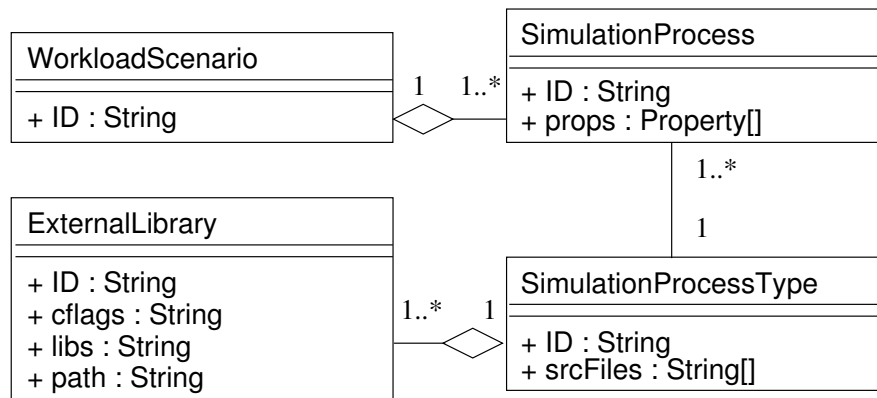 WorkloadScenario
+ ID : String
1
1..*
SimulationProcess
+ ID : String
+ props : Property[]
1..*
1
ExternalLibrary
+ ID : String
+ cflags : String
+ libs : String
+ path : String
1..*
1
SimulationProcessType
+ ID : String
+ srcFiles : String[]